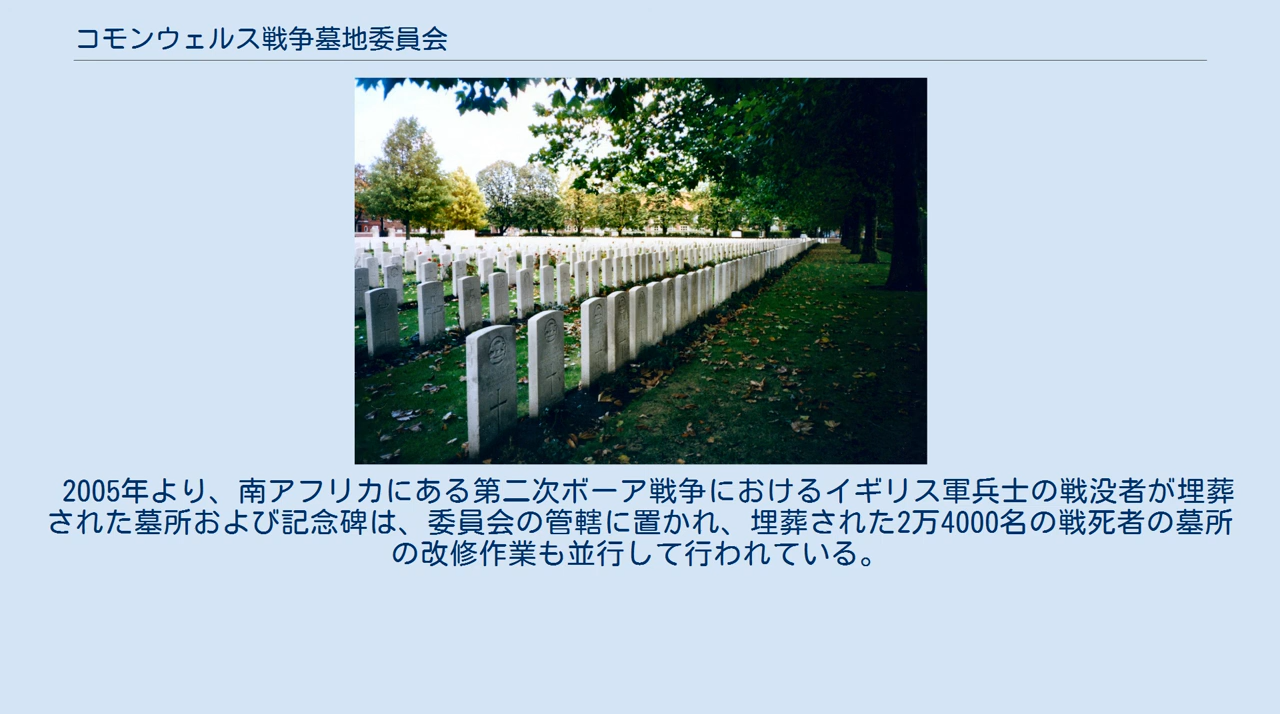 コモンウェルス戦争墓地委員会
2005年より、南アフリカにある第二次ボーア戦争におけるイギリス軍兵士の戦没者が埋葬
された墓所および記念碑は、委員会の管轄に置かれ、埋葬された2万4000名の戦死者の墓所
の改修作業も並行して行われている。